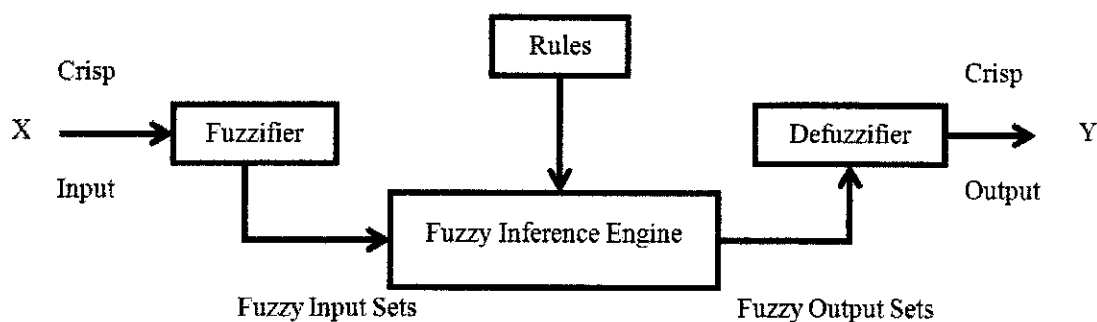 Rules
Crisp
Crisp
X
Fuzzifier
Defuzzifier
Y
Input
Output
Fuzzy Inference Engine
Fuzzy Input Sets
Fuzzy Output Sets